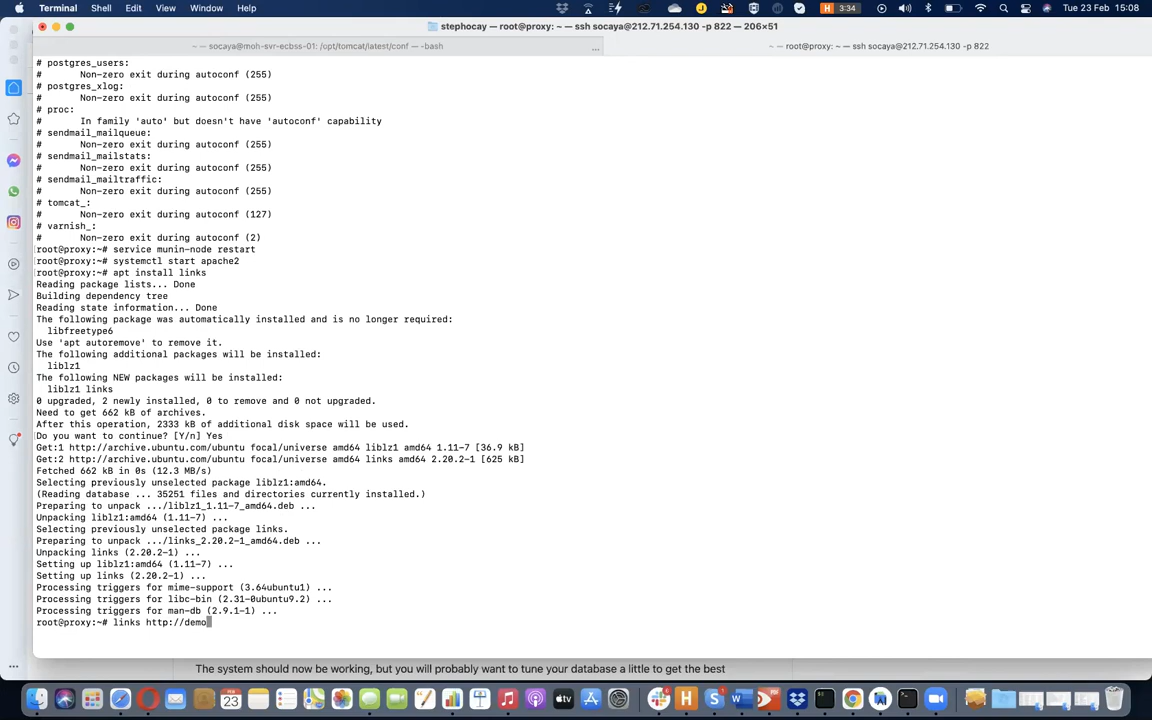 Terminal Shell Edit View Window Help
H 3:34
Tue 23 Feb 15:08
stephocay — root@proxy: ~ — ssh socaya@212.71.254.130 -p 822 — 206×51
~ — socaya@moh-svr-ecbss-01: /opt/tomcat/latest/conf — -bash ...
~ — root@proxy: ~ — ssh socaya@212.71.254.130 -p 822
# postgres_users:
# Non-zero exit during autoconf (255)
# postgres_xlog:
# Non-zero exit during autoconf (255)
# proc:
# In family 'auto' but doesn't have 'autoconf' capability
# sendmail_mailqueue:
# Non-zero exit during autoconf (255)
# sendmail_mailstats:
# Non-zero exit during autoconf (255)
# sendmail_mailtraffic:
# Non-zero exit during autoconf (255)
# tomcat_:
# Non-zero exit during autoconf (127)
# varnish_:
# Non-zero exit during autoconf (2)
root@proxy:~# service munin-node restart
root@proxy:~# systemctl start apache2
root@proxy:~# apt install links
Reading package lists... Done
Building dependency tree
Reading state information... Done
The following package was automatically installed and is no longer required:
libfreetype6
Use 'apt autoremove' to remove it.
The following additional packages will be installed:
liblz1
The following NEW packages will be installed:
liblz1 links
0 upgraded, 2 newly installed, 0 to remove and 0 not upgraded.
Need to get 662 kB of archives.
After this operation, 2333 kB of additional disk space will be used.
Do you want to continue? [Y/n] Yes
Get:1 http://archive.ubuntu.com/ubuntu focal/universe amd64 liblz1 amd64 1.11-7 [36.9 kB]
Get:2 http://archive.ubuntu.com/ubuntu focal/universe amd64 links amd64 2.20.2-1 [625 kB]
Fetched 662 kB in 0s (12.3 MB/s)
Selecting previously unselected package liblz1:amd64.
(Reading database ... 35251 files and directories currently installed.)
Preparing to unpack .../liblz1_1.11-7_amd64.deb ...
Unpacking liblz1:amd64 (1.11-7) ...
Selecting previously unselected package links.
Preparing to unpack .../links_2.20.2-1_amd64.deb ...
Unpacking links (2.20.2-1) ...
Setting up liblz1:amd64 (1.11-7) ...
Setting up links (2.20.2-1) ...
Processing triggers for mime-support (3.64ubuntu1) ...
Processing triggers for libc-bin (2.31-0ubuntu9.2) ...
Processing triggers for man-db (2.9.1-1) ...
root@proxy:~# links http://demo
The system should now be working, but you will probably want to tune your database a little to get the best